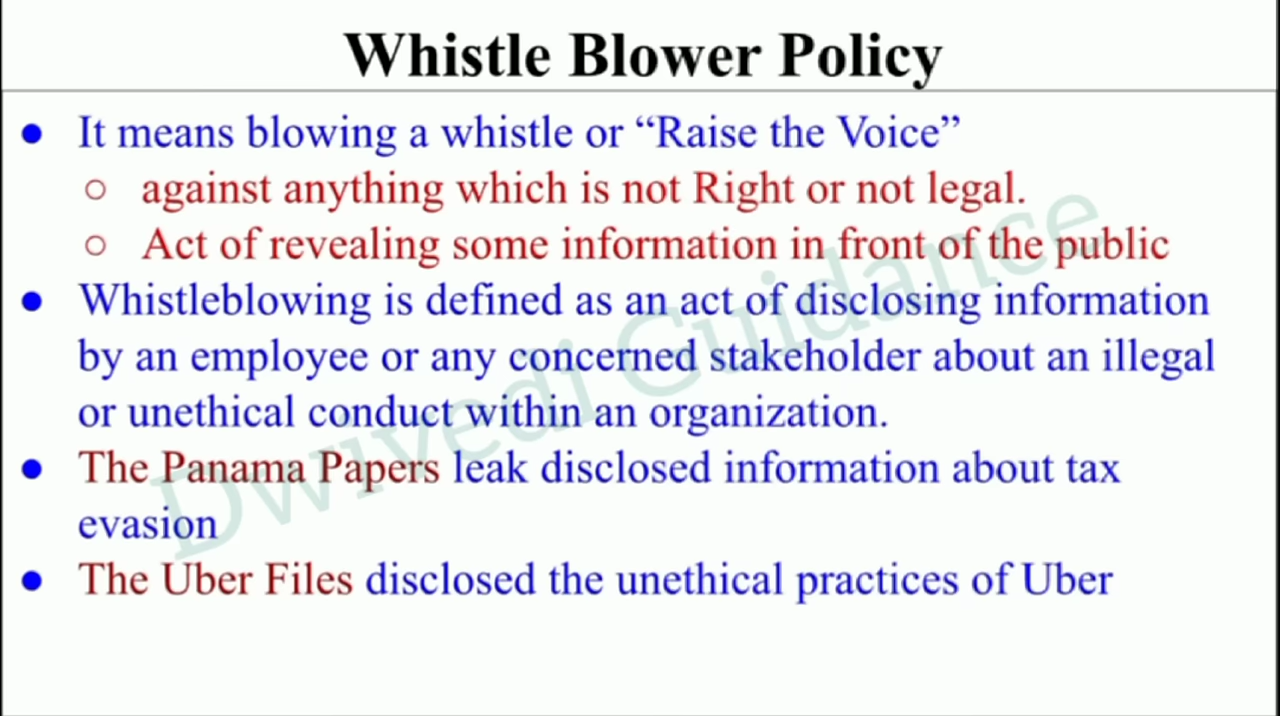 Whistle Blower Policy
● It means blowing a whistle or “Raise the Voice”
○ against anything which is not Right or not legal.
○ Act of revealing some information in front of the public
● Whistleblowing is defined as an act of disclosing information
by an employee or any concerned stakeholder about an illegal
or unethical conduct within an organization.
● The Panama Papers leak disclosed information about tax
evasion
● The Uber Files disclosed the unethical practices of Uber
Dwivedi Guidance